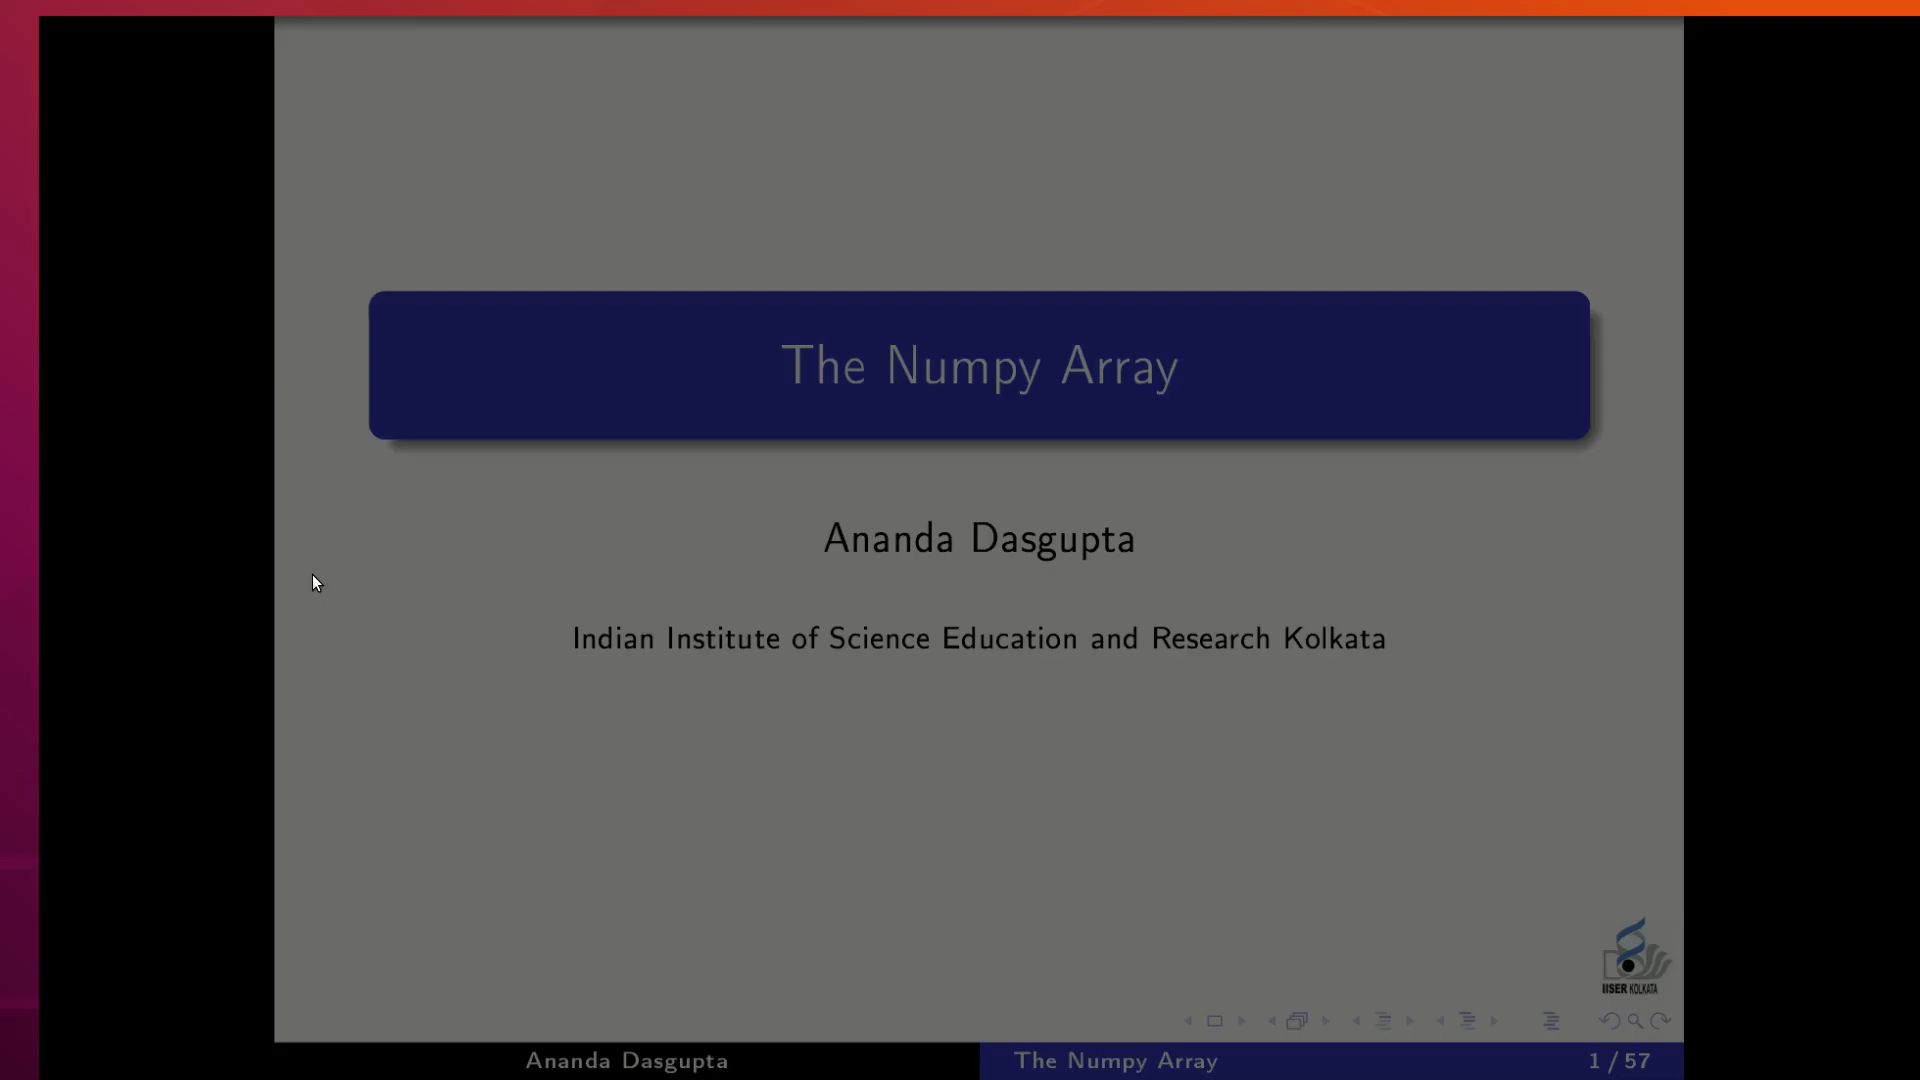 The Numpy Array
Ananda Dasgupta
Indian Institute of Science Education and Research Kolkata
IISER KOLKATA
Ananda Dasgupta
The Numpy Array
1 / 57